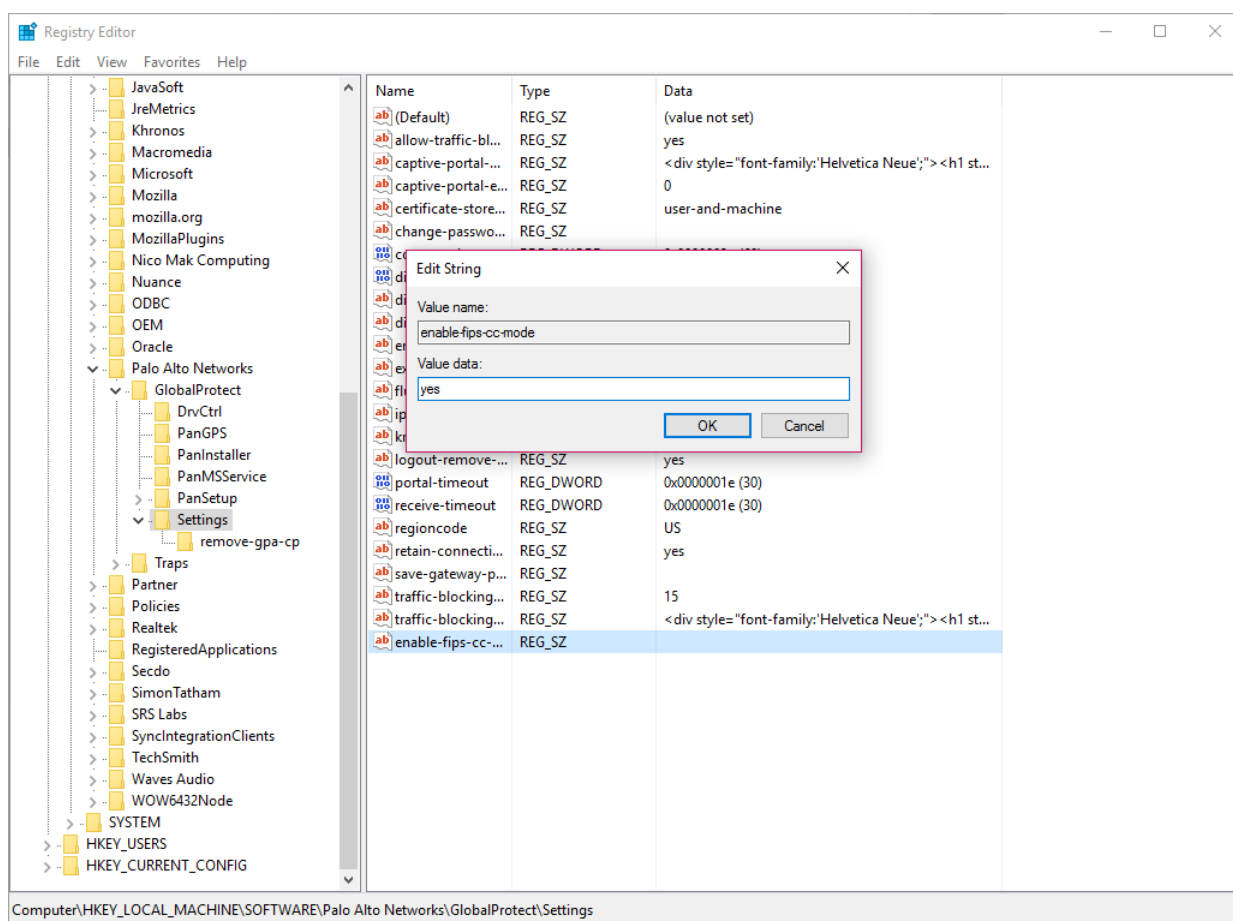 Registry Editor
File Edit View Favorites Help
JavaSoft
JreMetrics
Khronos
Macromedia
Microsoft
Mozilla
mozilla.org
MozillaPlugins
Nico Mak Computing
Nuance
ODBC
OEM
Oracle
Palo Alto Networks
GlobalProtect
DrvCtrl
PanGPS
PanInstaller
PanMSService
PanSetup
Settings
remove-gpa-cp
Traps
Partner
Policies
Realtek
RegisteredApplications
Secdo
SimonTatham
SRS Labs
SyncIntegrationClients
TechSmith
Waves Audio
WOW6432Node
SYSTEM
HKEY_USERS
HKEY_CURRENT_CONFIG
Name Type Data
(Default) REG_SZ (value not set)
allow-traffic-bl... REG_SZ yes
captive-portal-... REG_SZ <div style="font-family:'Helvetica Neue';"><h1 st...
captive-portal-e... REG_SZ 0
certificate-store... REG_SZ user-and-machine
change-passwo... REG_SZ
Edit String
Value name:
enable-fips-cc-mode
Value data:
yes
OK Cancel
logout-remove-... REG_SZ yes
portal-timeout REG_DWORD 0x0000001e (30)
receive-timeout REG_DWORD 0x0000001e (30)
regioncode REG_SZ US
retain-connecti... REG_SZ yes
save-gateway-p... REG_SZ
traffic-blocking... REG_SZ 15
traffic-blocking... REG_SZ <div style="font-family:'Helvetica Neue';"><h1 st...
enable-fips-cc-... REG_SZ
Computer\HKEY_LOCAL_MACHINE\SOFTWARE\Palo Alto Networks\GlobalProtect\Settings